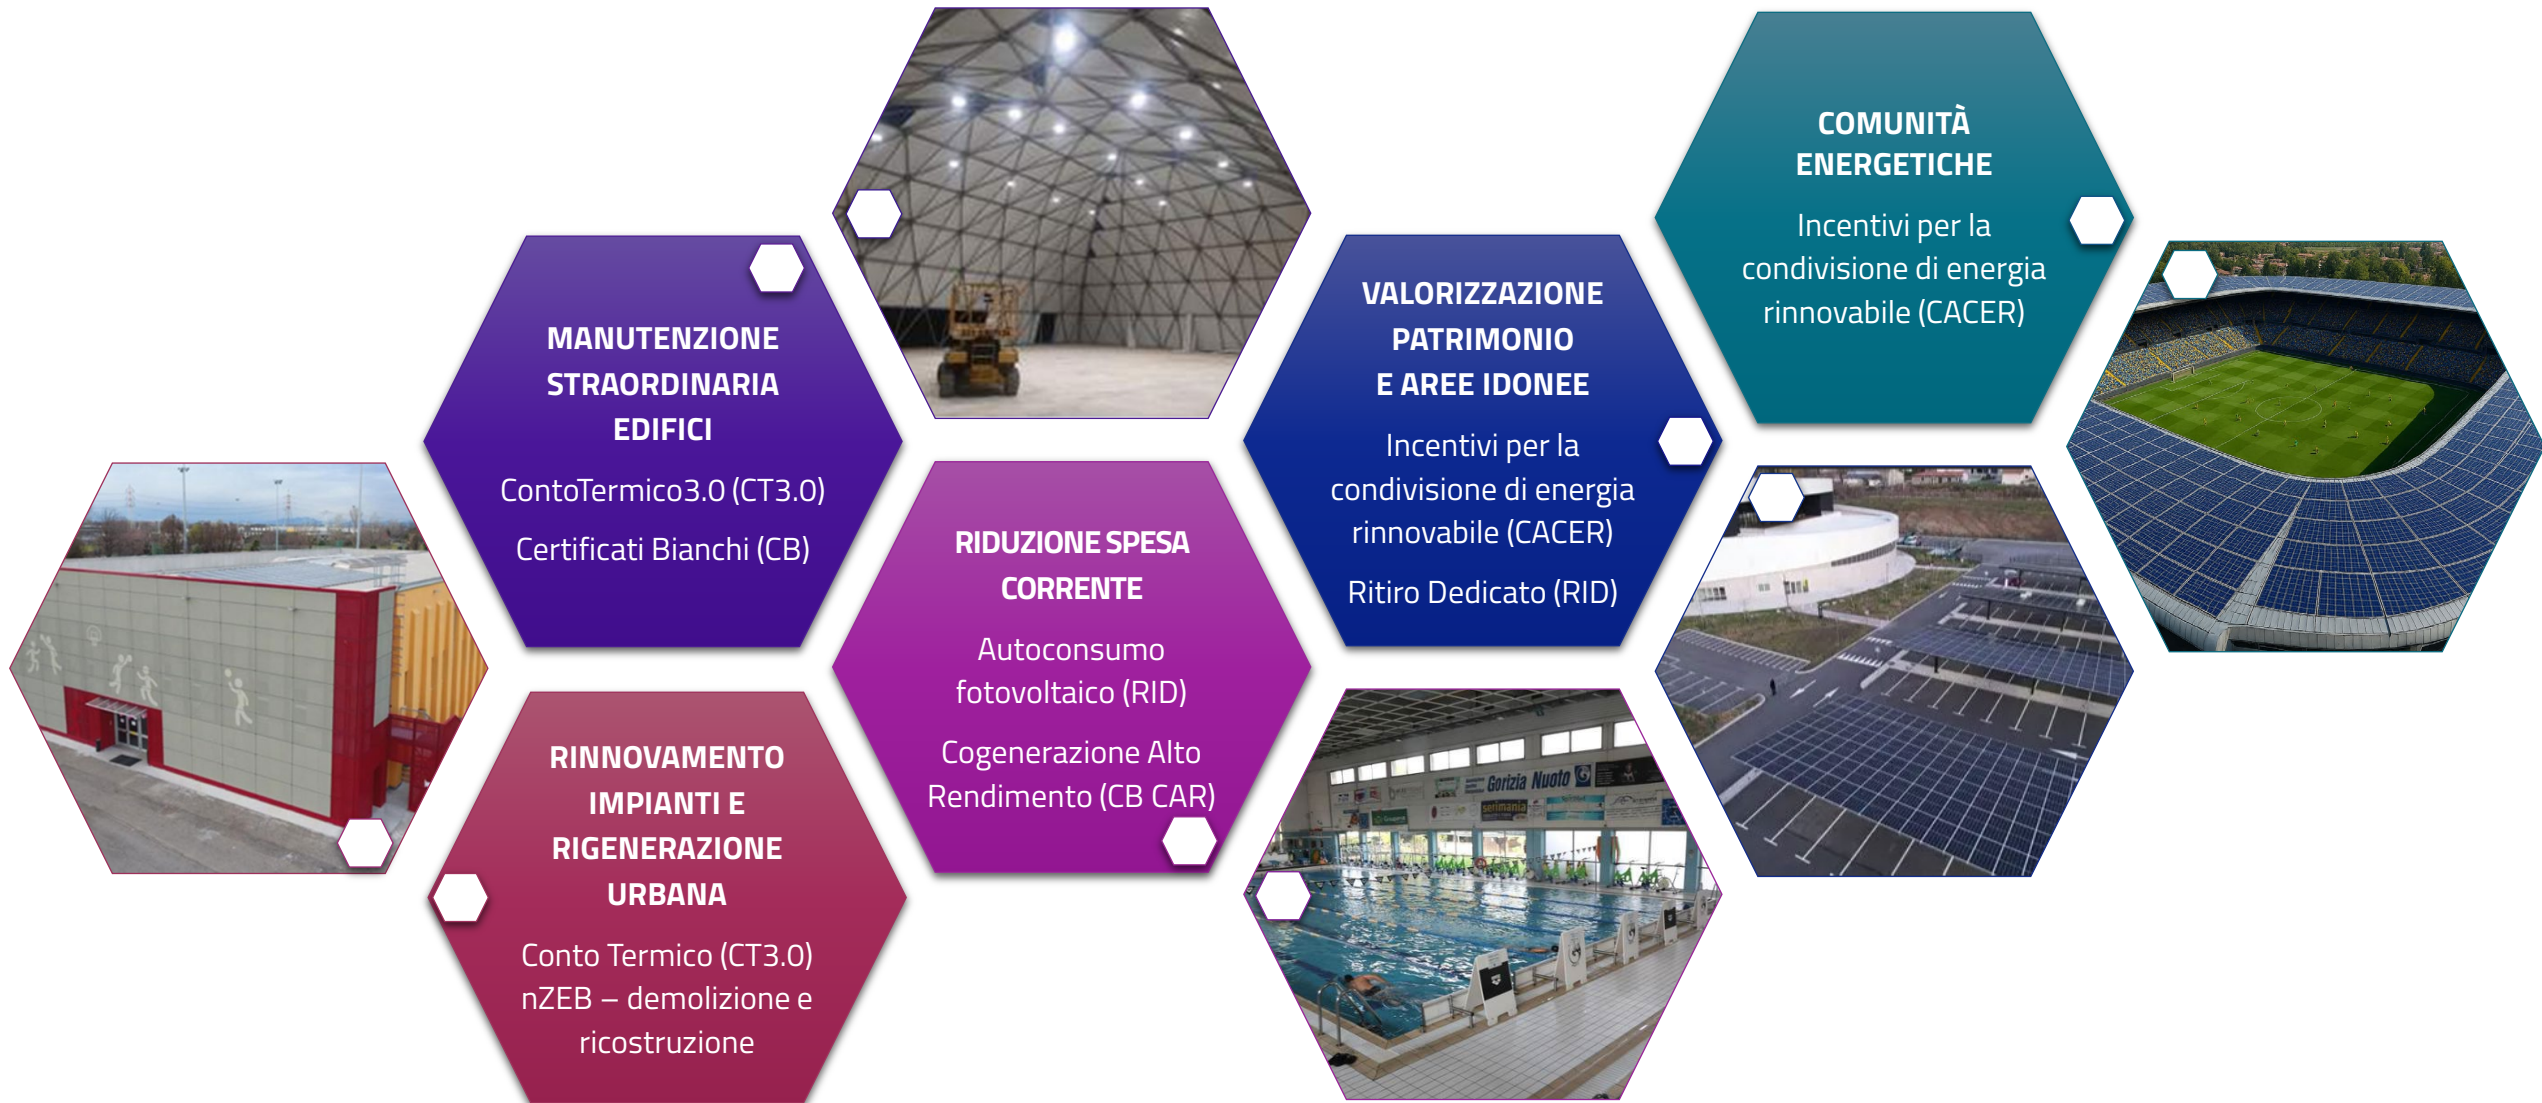 MANUTENZIONE
STRAORDINARIA
EDIFICI
ContoTermico3.0 (CT3.0)
Certificati Bianchi (CB)
RINNOVAMENTO
IMPIANTI E
RIGENERAZIONE
URBANA
Conto Termico (CT3.0)
nZEB – demolizione e
ricostruzione
RIDUZIONE SPESA
CORRENTE
Autoconsumo
fotovoltaico (RID)
Cogenerazione Alto
Rendimento (CB CAR)
VALORIZZAZIONE
PATRIMONIO
E AREE IDONEE
Incentivi per la
condivisione di energia
rinnovabile (CACER)
Ritiro Dedicato (RID)
COMUNITÀ
ENERGETICHE
Incentivi per la
condivisione di energia
rinnovabile (CACER)
Gorizia Nuoto
serimania